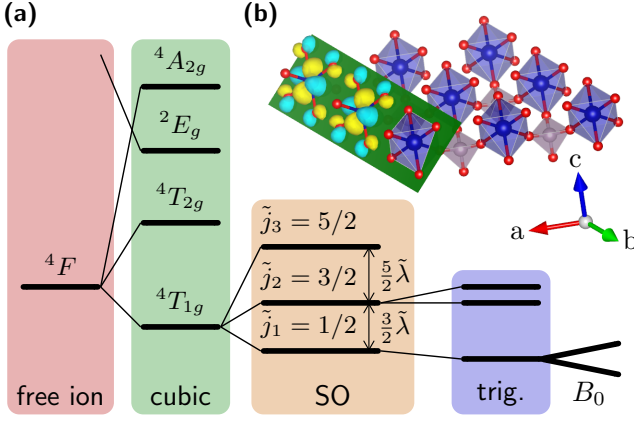 (a)
(b)
⁴A₂g
²Eg
⁴T₂g
⁴F
⁴T₁g
j̃₃ = 5/2
j̃₂ = 3/2
j̃₁ = 1/2
5/2 λ̃
3/2 λ̃
c
a
b
free ion
cubic
SO
trig.
B₀